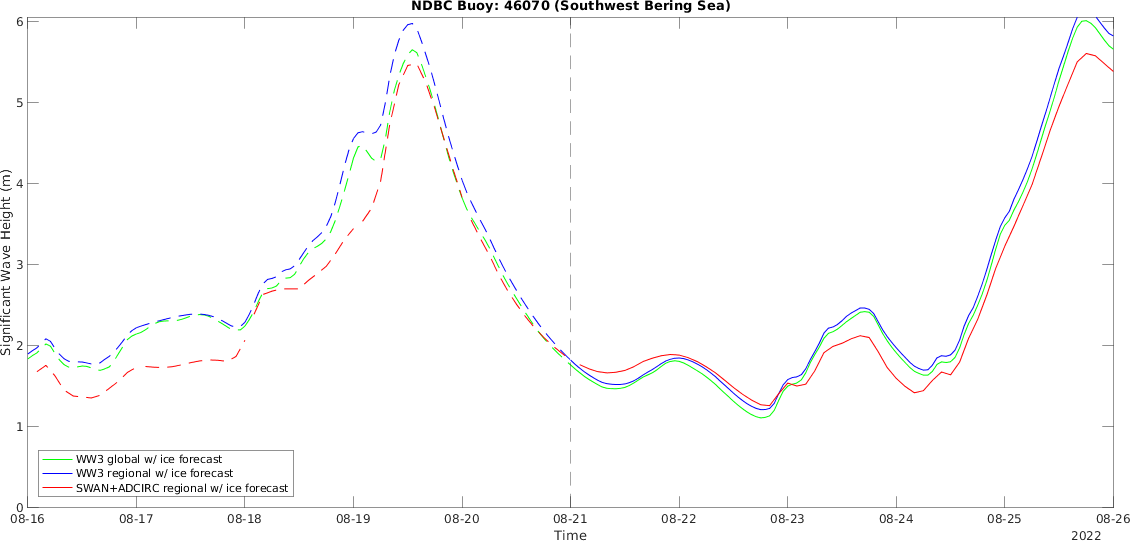 NDBC Buoy: 46070 (Southwest Bering Sea)
6
5
4
3
2
1
0
Significant Wave Height (m)
WW3 global w/ ice forecast
WW3 regional w/ ice forecast
SWAN+ADCIRC regional w/ ice forecast
08-16 08-17 08-18 08-19 08-20 08-21 08-22 08-23 08-24 08-25 08-26
Time
2022